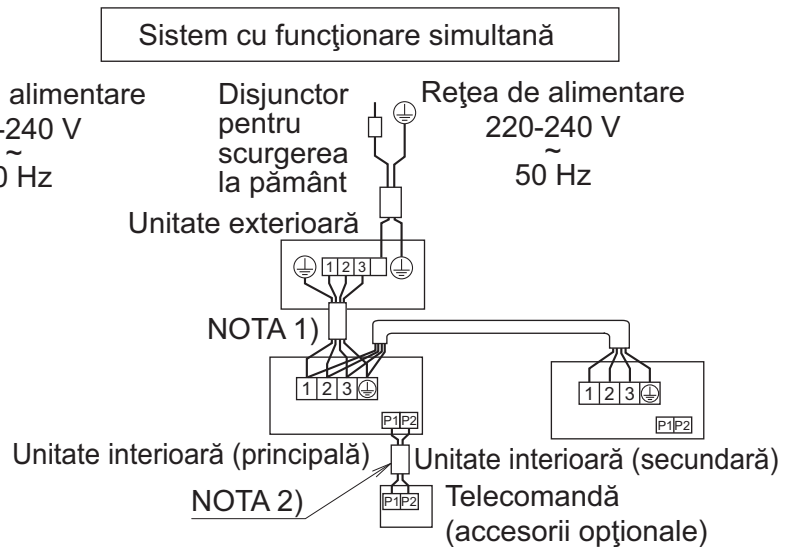 Sistem cu funcţionare simultană
alimentare
-240 V
~
0 Hz
Disjunctor
pentru
scurgerea
la pământ
Reţea de alimentare
220-240 V
~
50 Hz
Unitate exterioară
1 2 3
NOTA 1)
1 2 3
P1 P2
1 2 3
P1 P2
Unitate interioară (principală)
Unitate interioară (secundară)
NOTA 2)
P1 P2
Telecomandă
(accesorii opţionale)